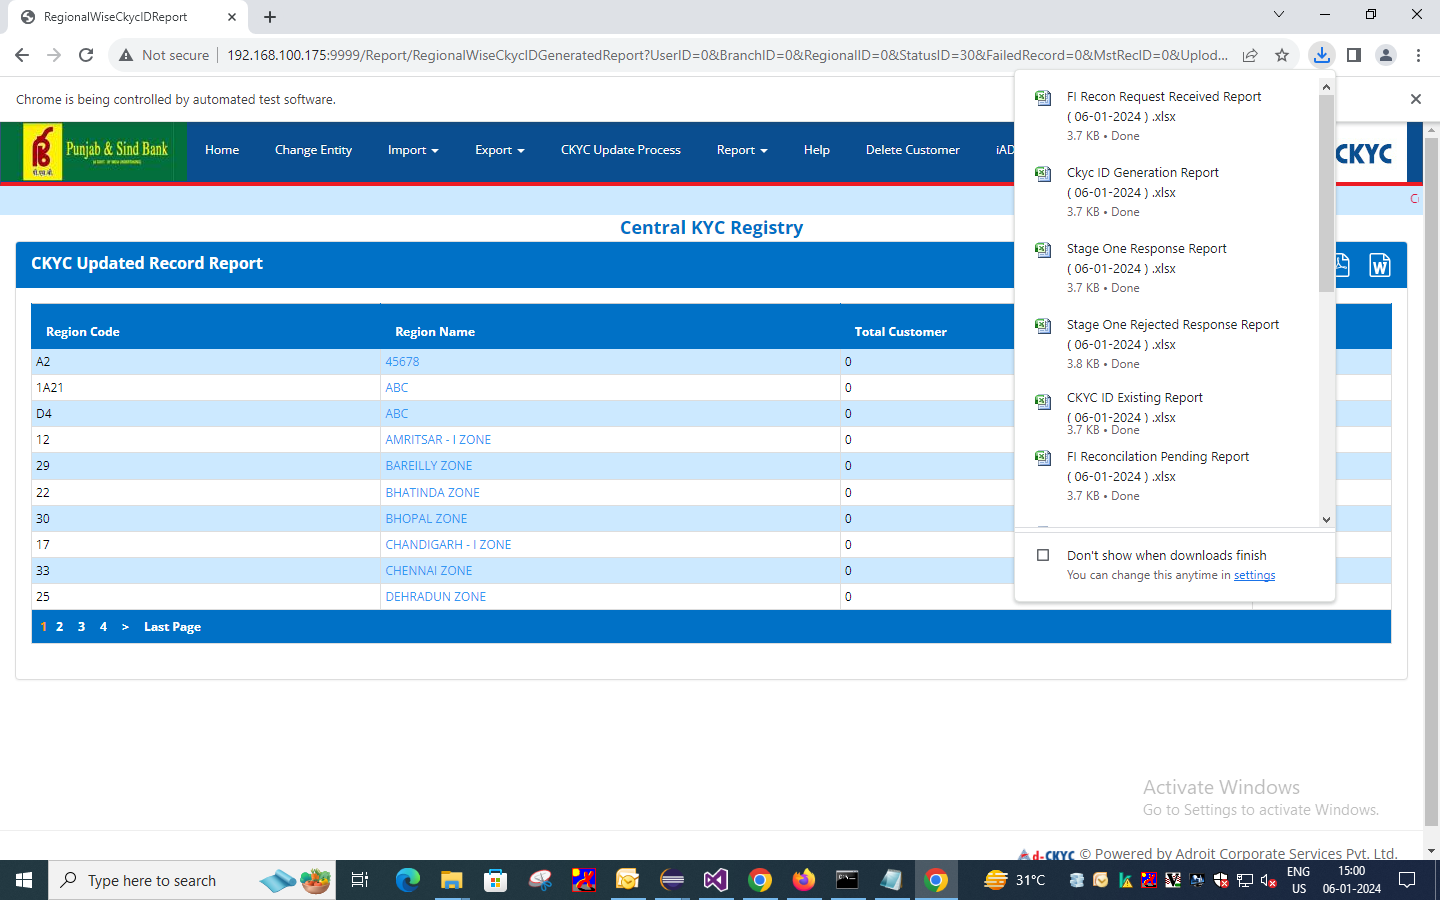 RegionalWiseCkycIDReport
Not secure
192.168.100.175:9999/Report/RegionalWiseCkycIDGeneratedReport?UserID=0&BranchID=0&RegionalID=0&StatusID=30&FailedRecord=0&MstRecID=0&Uplod...
Chrome is being controlled by automated test software.
Punjab & Sind Bank
Home
Change Entity
Import
Export
CKYC Update Process
Report
Help
Delete Customer
iAD
CKYC
Central KYC Registry
CKYC Updated Record Report
Region Code Region Name Total Customer
A2 45678 0
1A21 ABC 0
D4 ABC 0
12 AMRITSAR - I ZONE 0
29 BAREILLY ZONE 0
22 BHATINDA ZONE 0
30 BHOPAL ZONE 0
17 CHANDIGARH - I ZONE 0
33 CHENNAI ZONE 0
25 DEHRADUN ZONE 0
1 2 3 4 > Last Page
FI Recon Request Received Report
( 06-01-2024 ) .xlsx
3.7 KB • Done
Ckyc ID Generation Report
( 06-01-2024 ) .xlsx
3.7 KB • Done
Stage One Response Report
( 06-01-2024 ) .xlsx
3.7 KB • Done
Stage One Rejected Response Report
( 06-01-2024 ) .xlsx
3.8 KB • Done
CKYC ID Existing Report
( 06-01-2024 ) .xlsx
3.7 KB • Done
FI Reconcilation Pending Report
( 06-01-2024 ) .xlsx
3.7 KB • Done
Don't show when downloads finish
You can change this anytime in settings
Activate Windows
Go to Settings to activate Windows.
d-CKYC © Powered by Adroit Corporate Services Pvt. Ltd.
Type here to search
31°C
ENG
US
15:00
06-01-2024